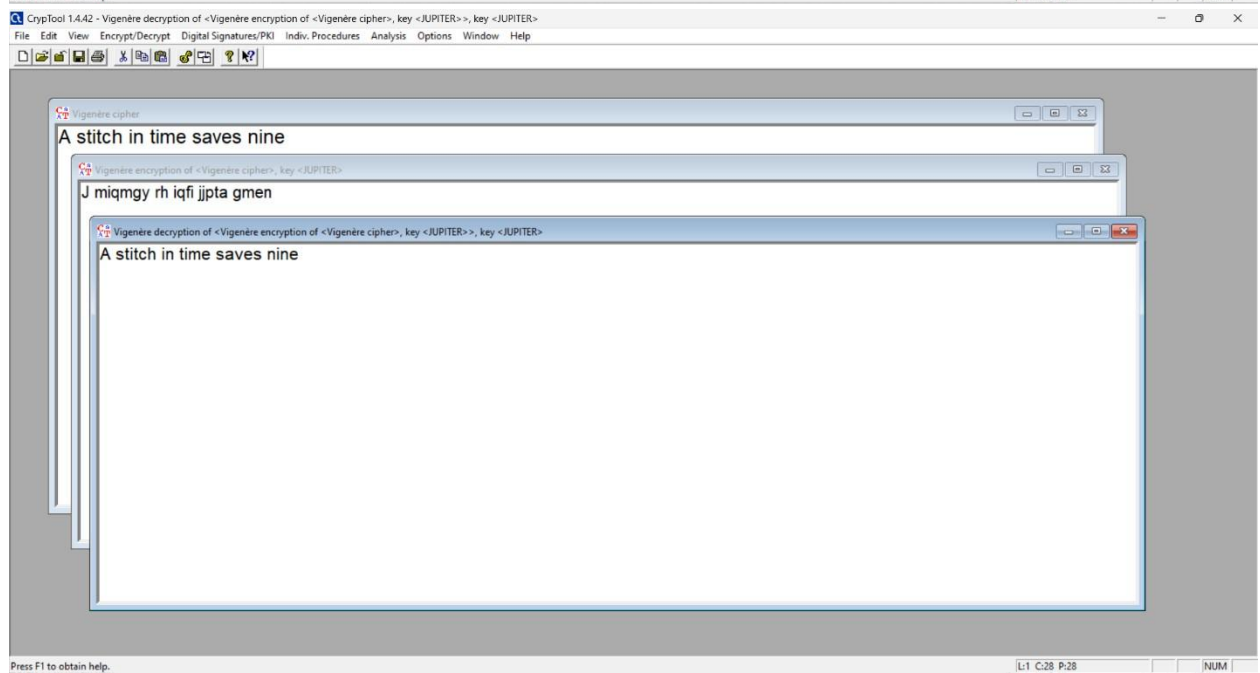 CrypTool 1.4.42 - Vigenère decryption of <Vigenère encryption of <Vigenère cipher>, key <JUPITER>>, key <JUPITER>
File Edit View Encrypt/Decrypt Digital Signatures/PKI Indiv. Procedures Analysis Options Window Help
Vigenère cipher
A stitch in time saves nine
Vigenère encryption of <Vigenère cipher>, key <JUPITER>
J miqmgy rh iqfi jjpta gmen
Vigenère decryption of <Vigenère encryption of <Vigenère cipher>, key <JUPITER>>, key <JUPITER>
A stitch in time saves nine
Press F1 to obtain help. L:1 C:28 P:28 NUM